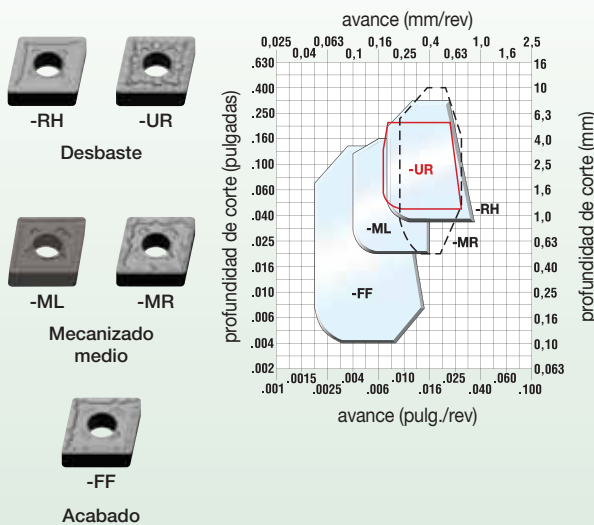 -RH -UR
Desbaste
-ML -MR
Mecanizado
medio
-FF
Acabado
avance (mm/rev)
0,025 0,063 0,16 0,4 1,0 2,5
0,04 0,1 0,25 0,63 1,6
profundidad de corte (pulgadas)
.630
.400
.250
.160
.100
.060
.040
.025
.016
.010
.006
.004
.002
-UR
-RH
-ML
-MR
-FF
16
10
6,3
4,0
2,5
1,6
1,0
0,63
0,40
0,25
0,16
0,10
0,063
profundidad de corte (mm)
.0015 .004 .010 .025 .060
.001 .0025 .006 .016 .040 .100
avance (pulg./rev)